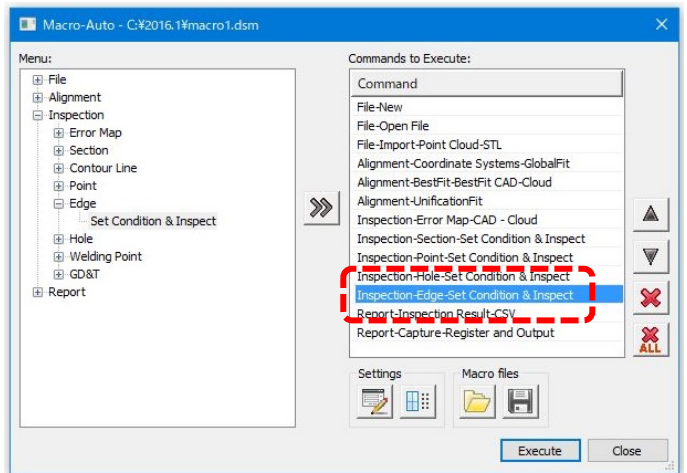 Macro-Auto - C:¥2016.1¥macro1.dsm
Menu:
File
Alignment
Inspection
Error Map
Section
Contour Line
Point
Edge
Set Condition & Inspect
Hole
Welding Point
GD&T
Report
Commands to Execute:
Command
File-New
File-Open File
File-Import-Point Cloud-STL
Alignment-Coordinate Systems-GlobalFit
Alignment-BestFit-BestFit CAD-Cloud
Alignment-UnificationFit
Inspection-Error Map-CAD - Cloud
Inspection-Section-Set Condition & Inspect
Inspection-Point-Set Condition & Inspect
Inspection-Hole-Set Condition & Inspect
Inspection-Edge-Set Condition & Inspect
Report-Inspection Result-CSV
Report-Capture-Register and Output
ALL
Settings
Macro files
Execute
Close